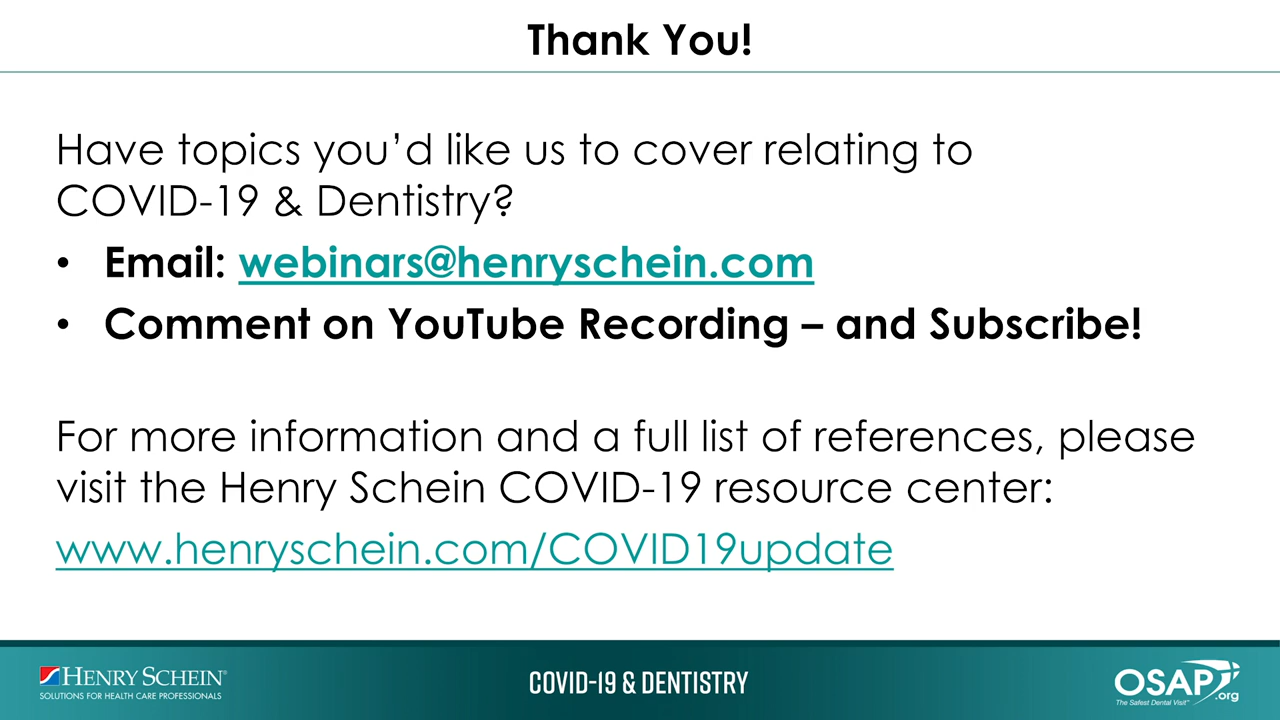 Thank You!
Have topics you’d like us to cover relating to
COVID-19 & Dentistry?
• Email: webinars@henryschein.com
• Comment on YouTube Recording – and Subscribe!
For more information and a full list of references, please
visit the Henry Schein COVID-19 resource center:
www.henryschein.com/COVID19update
HENRY SCHEIN®
SOLUTIONS FOR HEALTH CARE PROFESSIONALS
COVID-19 & DENTISTRY
OSAP.org
The Safest Dental Visit™